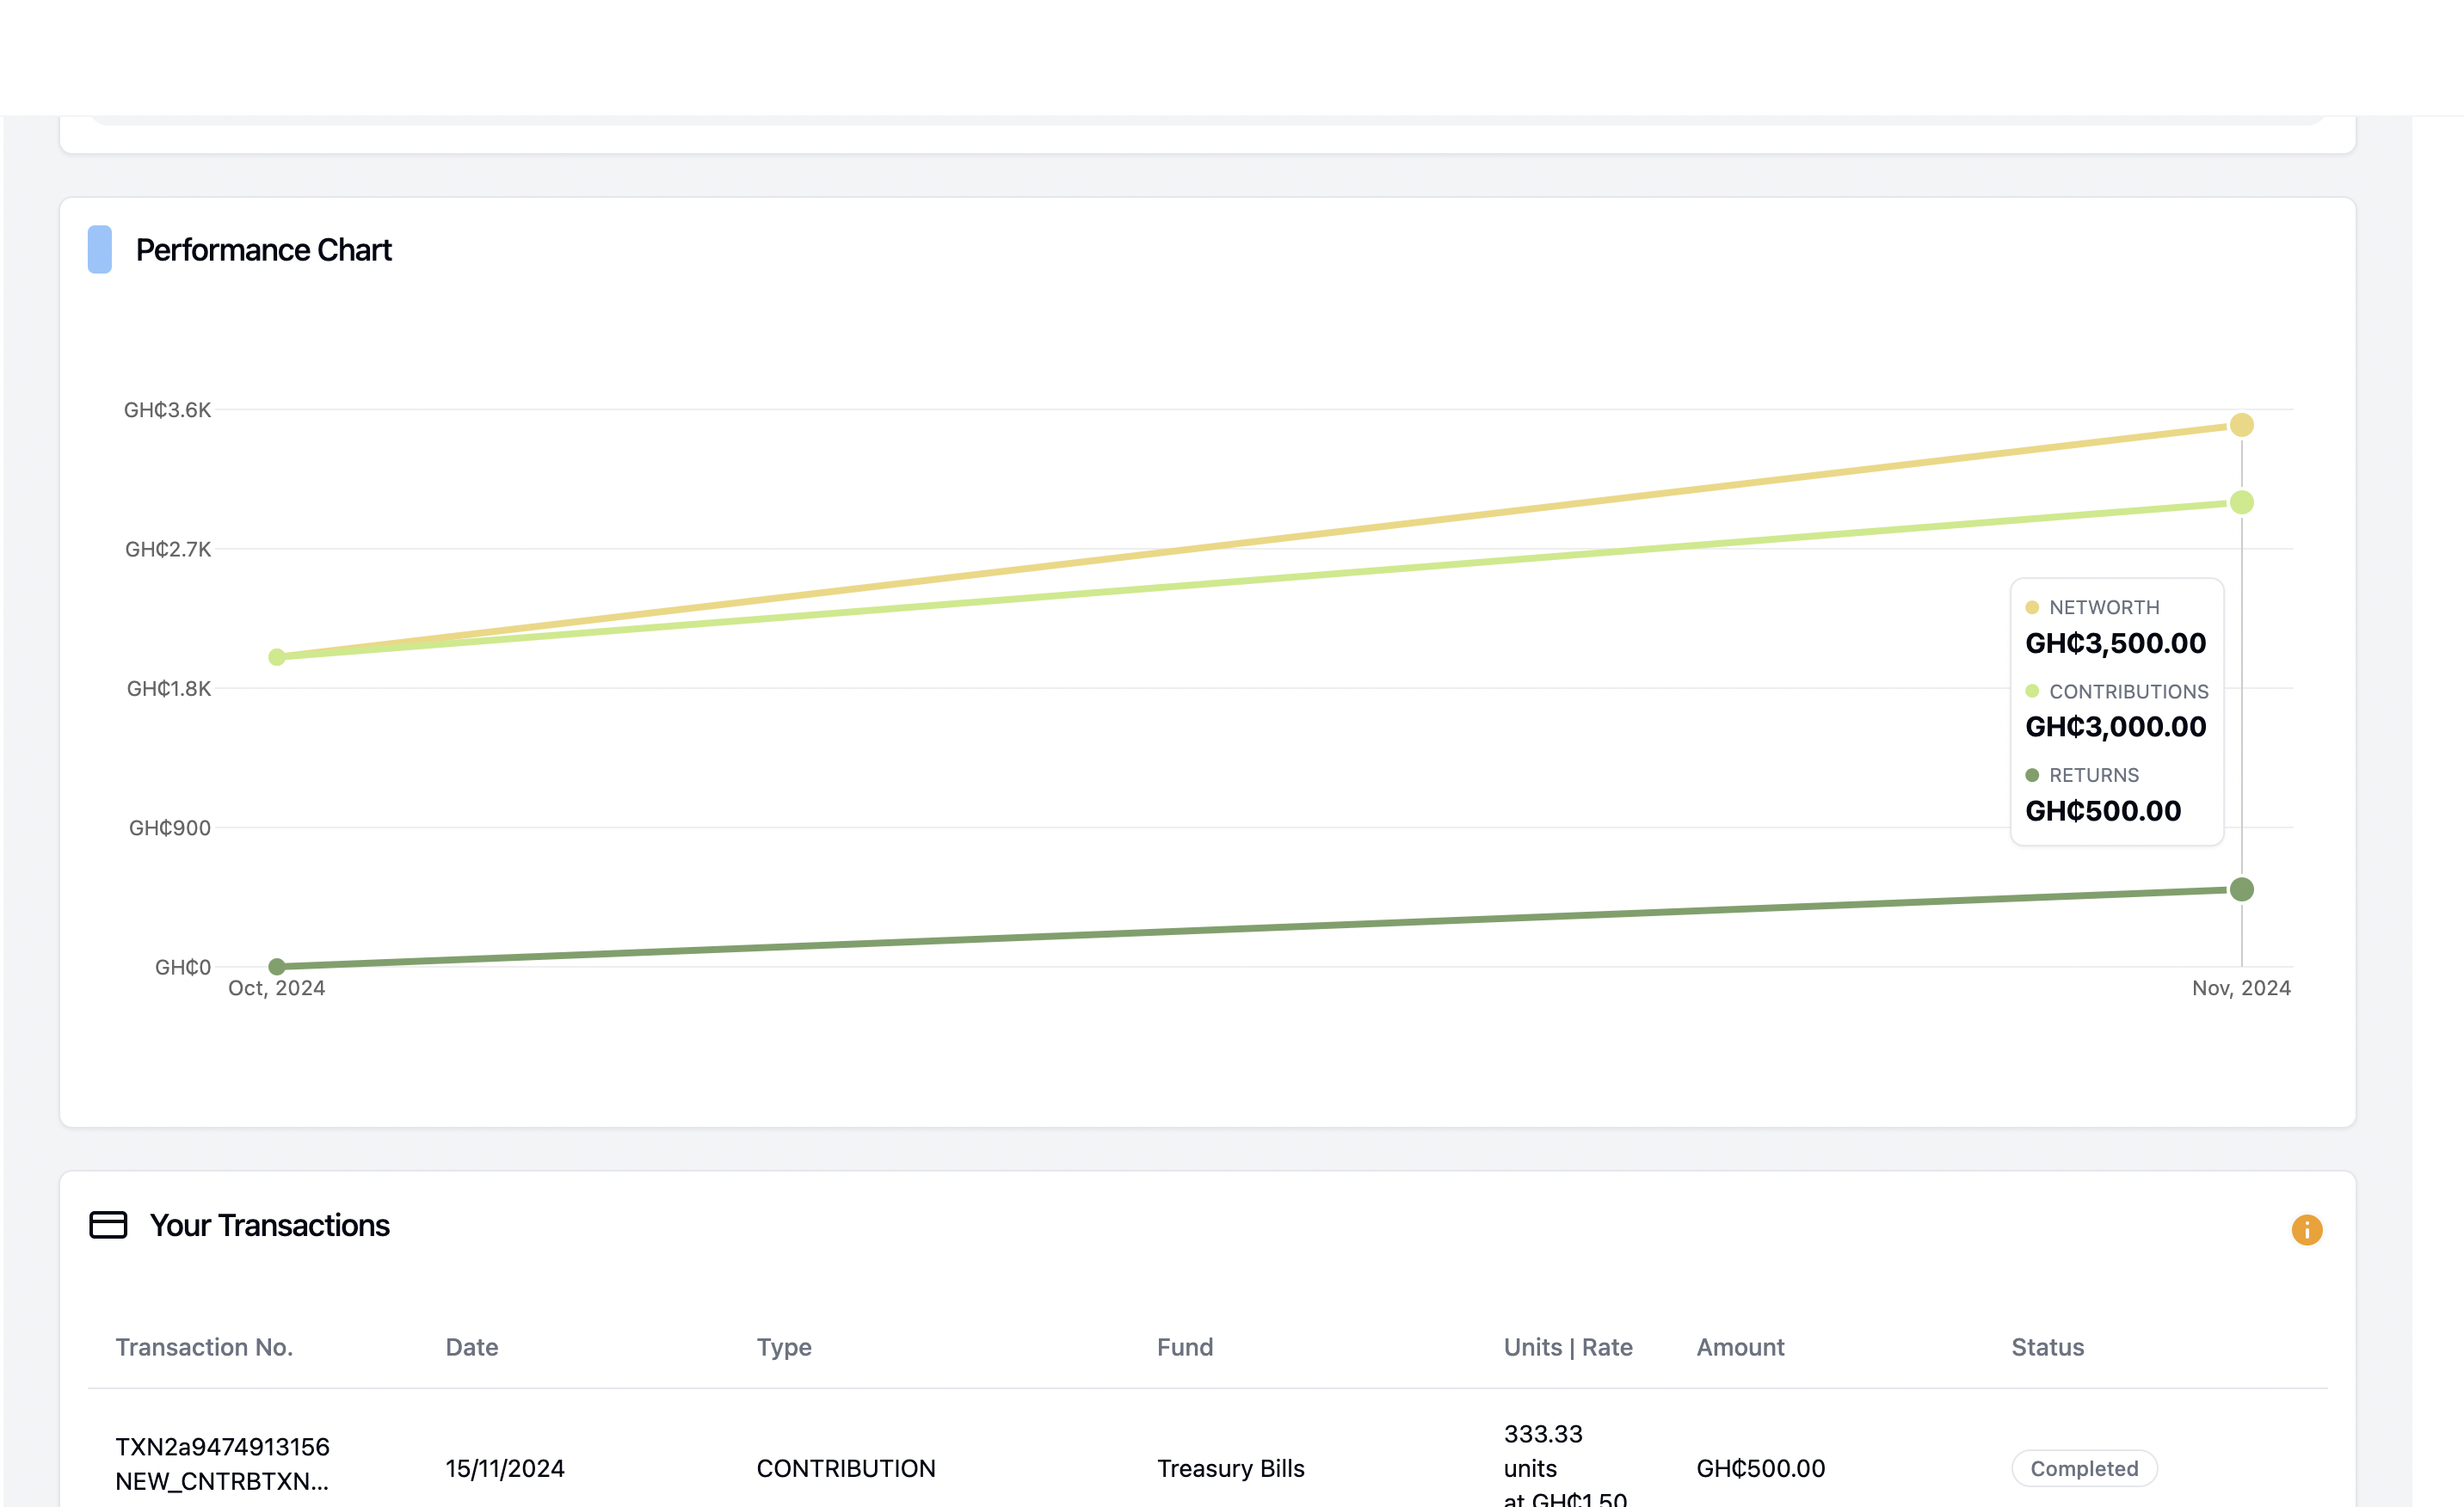 Performance Chart
GH₵3.6K
GH₵2.7K
GH₵1.8K
GH₵900
GH₵0
Oct, 2024
Nov, 2024
NETWORTH
GH₵3,500.00
CONTRIBUTIONS
GH₵3,000.00
RETURNS
GH₵500.00
Your Transactions
Transaction No. Date Type Fund Units | Rate Amount Status
TXN2a9474913156
NEW_CNTRBTXN...
15/11/2024
CONTRIBUTION
Treasury Bills
333.33
units
at GH₵1.50
GH₵500.00
Completed